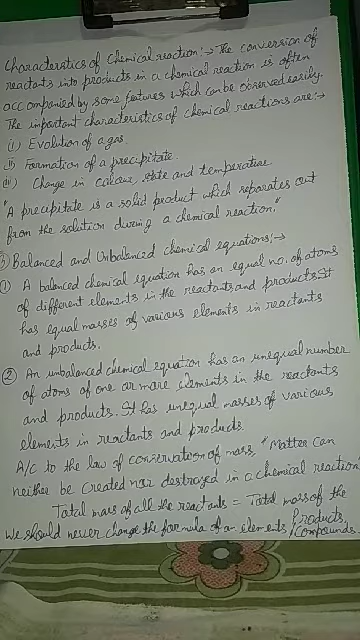 Characterstics of Chemical reaction:→ The conversion of
reactants into products in a chemical reaction is often
accompanied by some features which can be observed easily.
The important characteristics of chemical reactions are:→
(i) Evolution of a gas.
(ii) Formation of a precipitate.
(iii) Change in colour, state and temperature
"A precipitate is a solid product which separates out
from the solution during a chemical reaction."
Balanced and Unbalanced chemical equations:→
① A balanced chemical equation has an equal no. of atoms
of different elements in the reactants and products. It
has equal masses of various elements in reactants
and products.
② An unbalanced chemical equation has an unequal number
of atoms of one or more elements in the reactants
and products. It has unequal masses of various
elements in reactants and products.
A/c to the law of conservation of mass, "Matter can
neither be created nor destroyed in a chemical reaction"
Total mass of all the reactants = Total mass of the
Products.
We should never change the formula of an elements/Compounds.